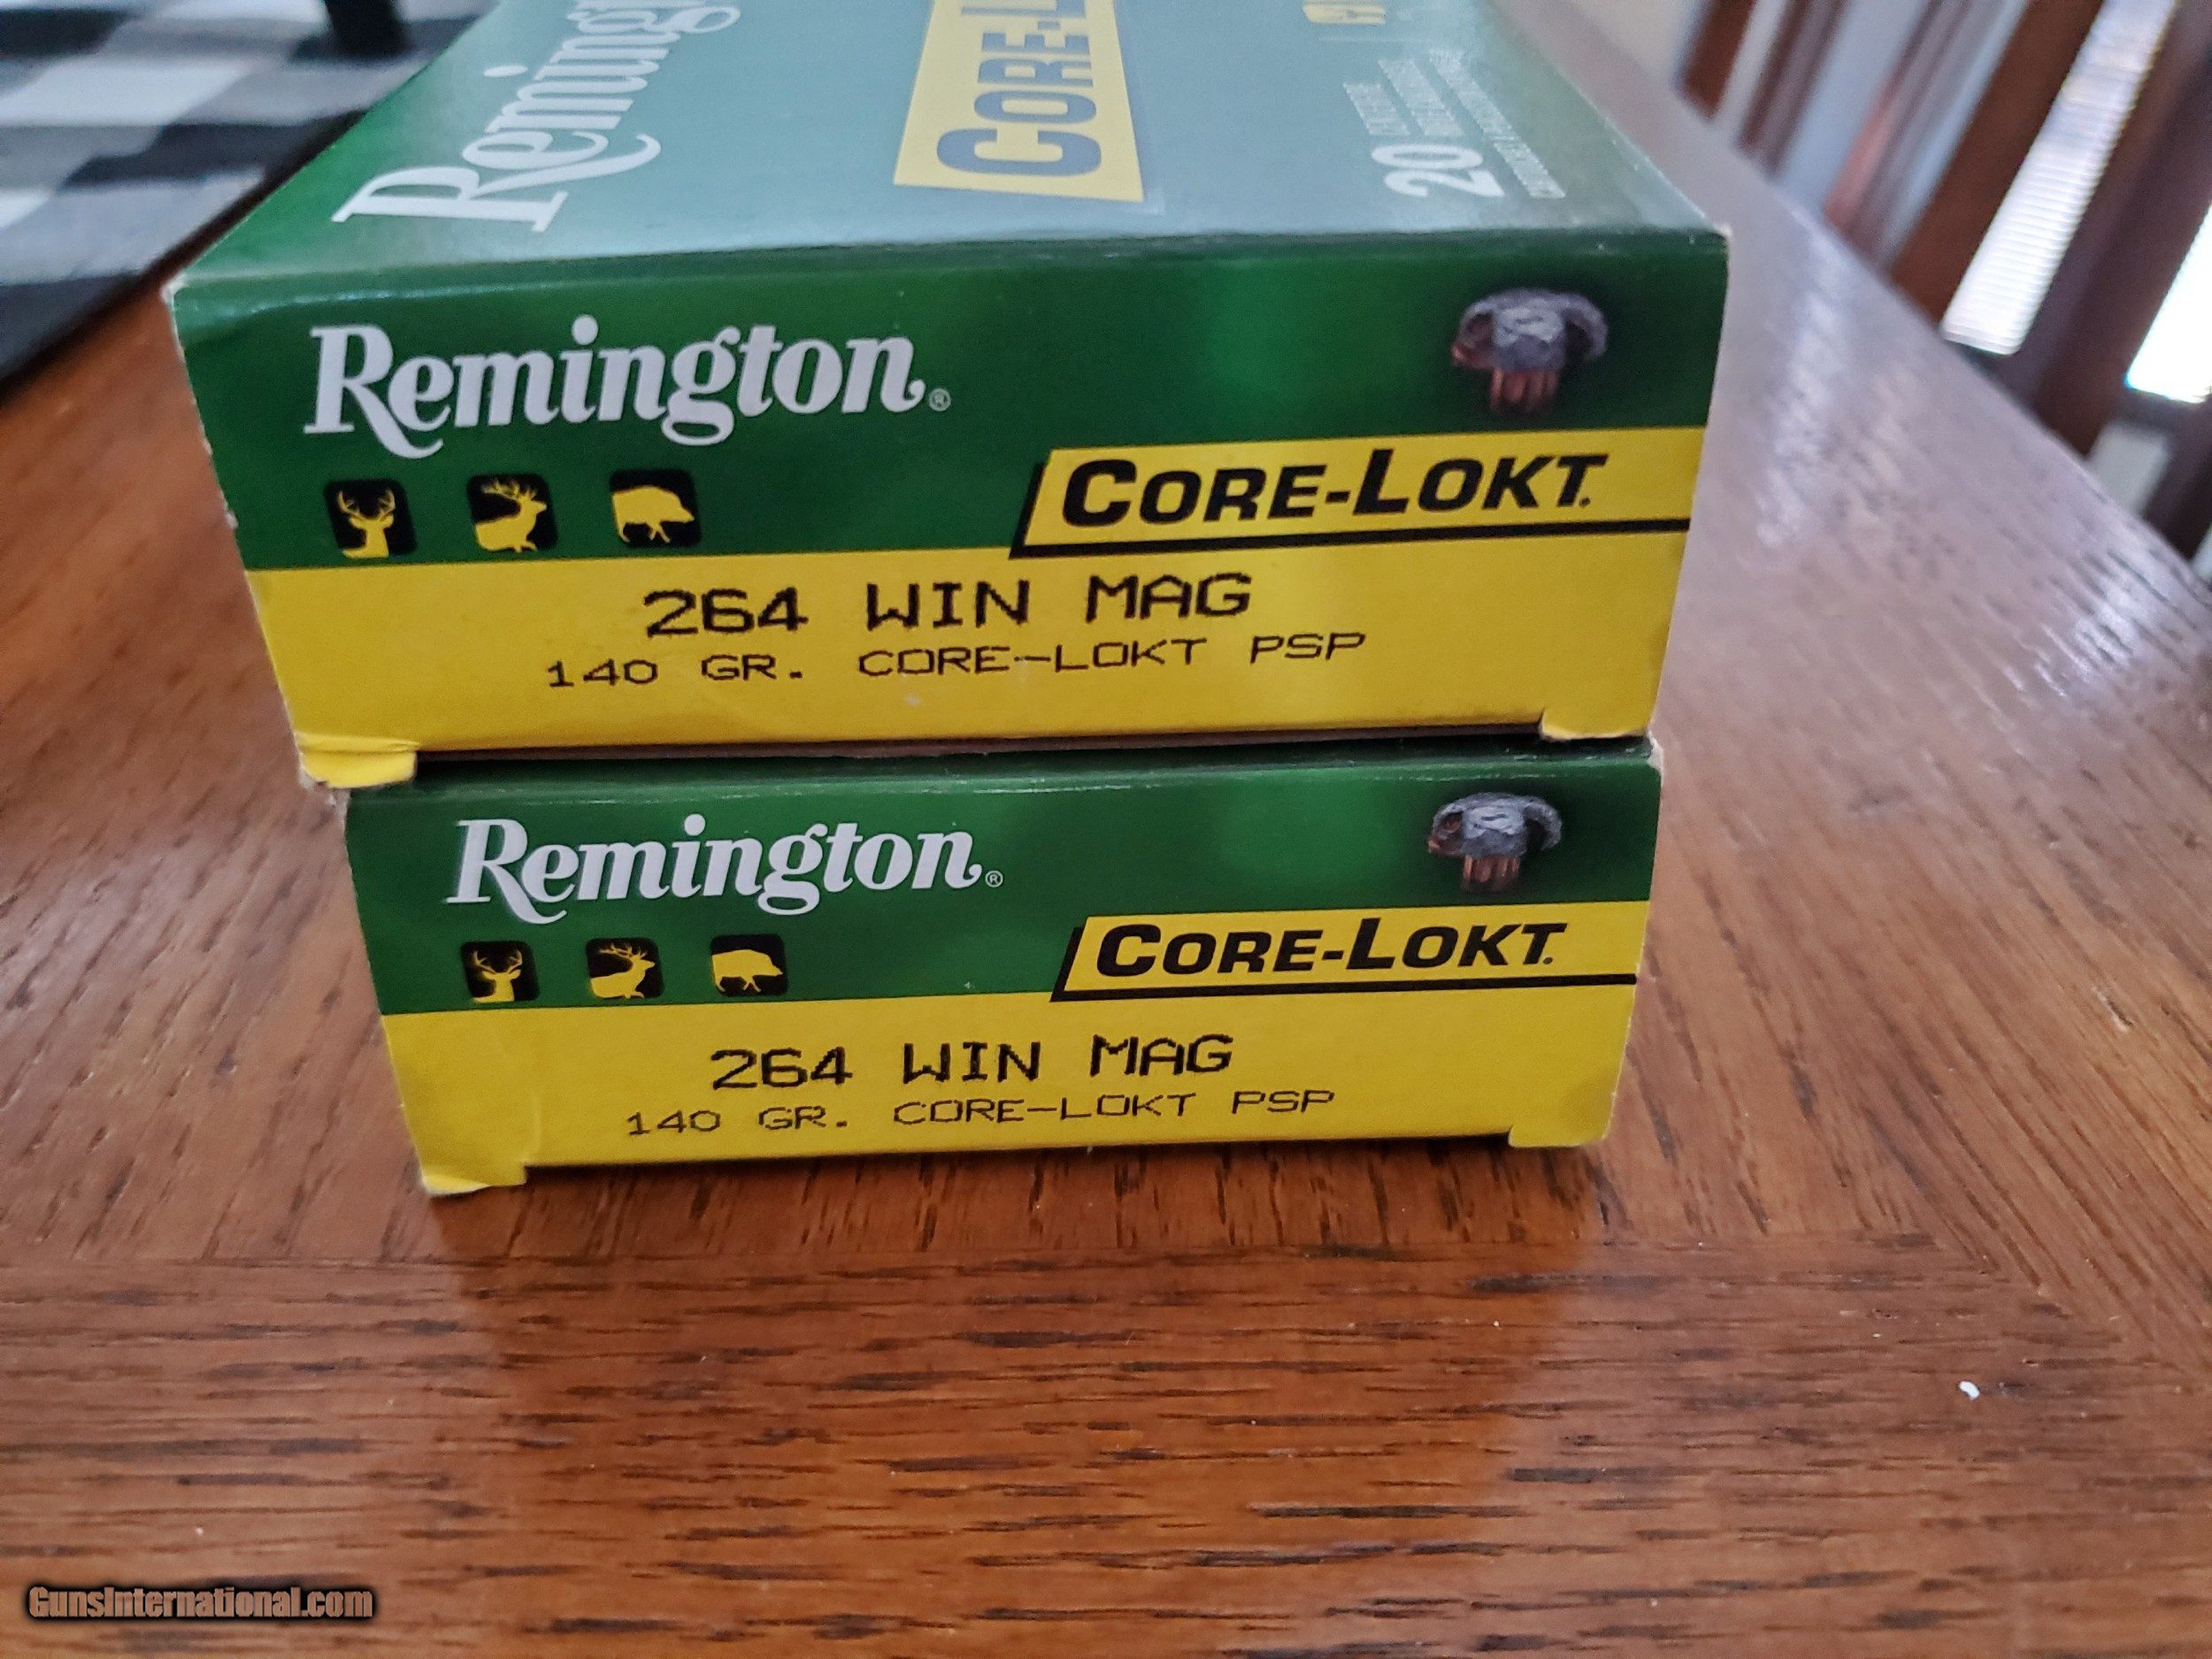 Remington
CORE-L
20
Remington®
CORE-LOKT
264 WIN MAG
140 GR. CORE-LOKT PSP
Remington®
CORE-LOKT
264 WIN MAG
140 GR. CORE-LOKT PSP
GunsInternational.com